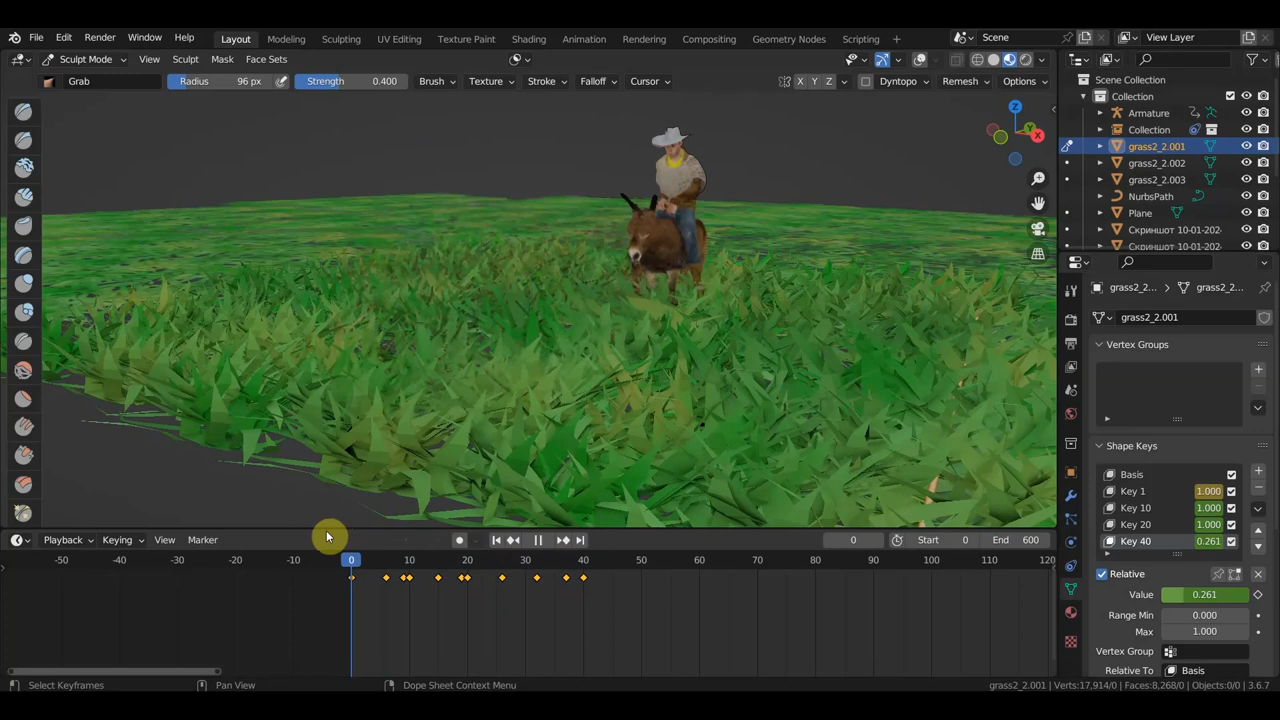 File Edit Render Window Help Layout Modeling Sculpting UV Editing Texture Paint Shading Animation Rendering Compositing Geometry Nodes Scripting + Scene View Layer
Sculpt Mode View Sculpt Mask Face Sets Options
Grab Radius 96 px Strength 0.400 Brush Texture Stroke Falloff Cursor X Y Z Dyntopo Remesh Options
Scene Collection
Collection
Armature
Collection
grass2_2.001
grass2_2.002
grass2_2.003
NurbsPath
Plane
Скриншот 10-01-202
Скриншот 10-01-202
Z
Y
X
grass2_2... grass2_2...
grass2_2.001
Vertex Groups
Shape Keys
Basis
Key 1 1.000
Key 10 1.000
Key 20 1.000
Key 40 0.261
Relative
Value 0.261
Range Min 0.000
Max 1.000
Vertex Group
Relative To Basis
Playback Keying View Marker 0 Start 0 End 600
-50 -40 -30 -20 -10 0 10 20 30 40 50 60 70 80 90 100 110 120
Select Keyframes Pan View Dope Sheet Context Menu grass2_2.001 | Verts:17,914/0 | Faces:8,268/0 | Objects:0/0 | 3.6.7